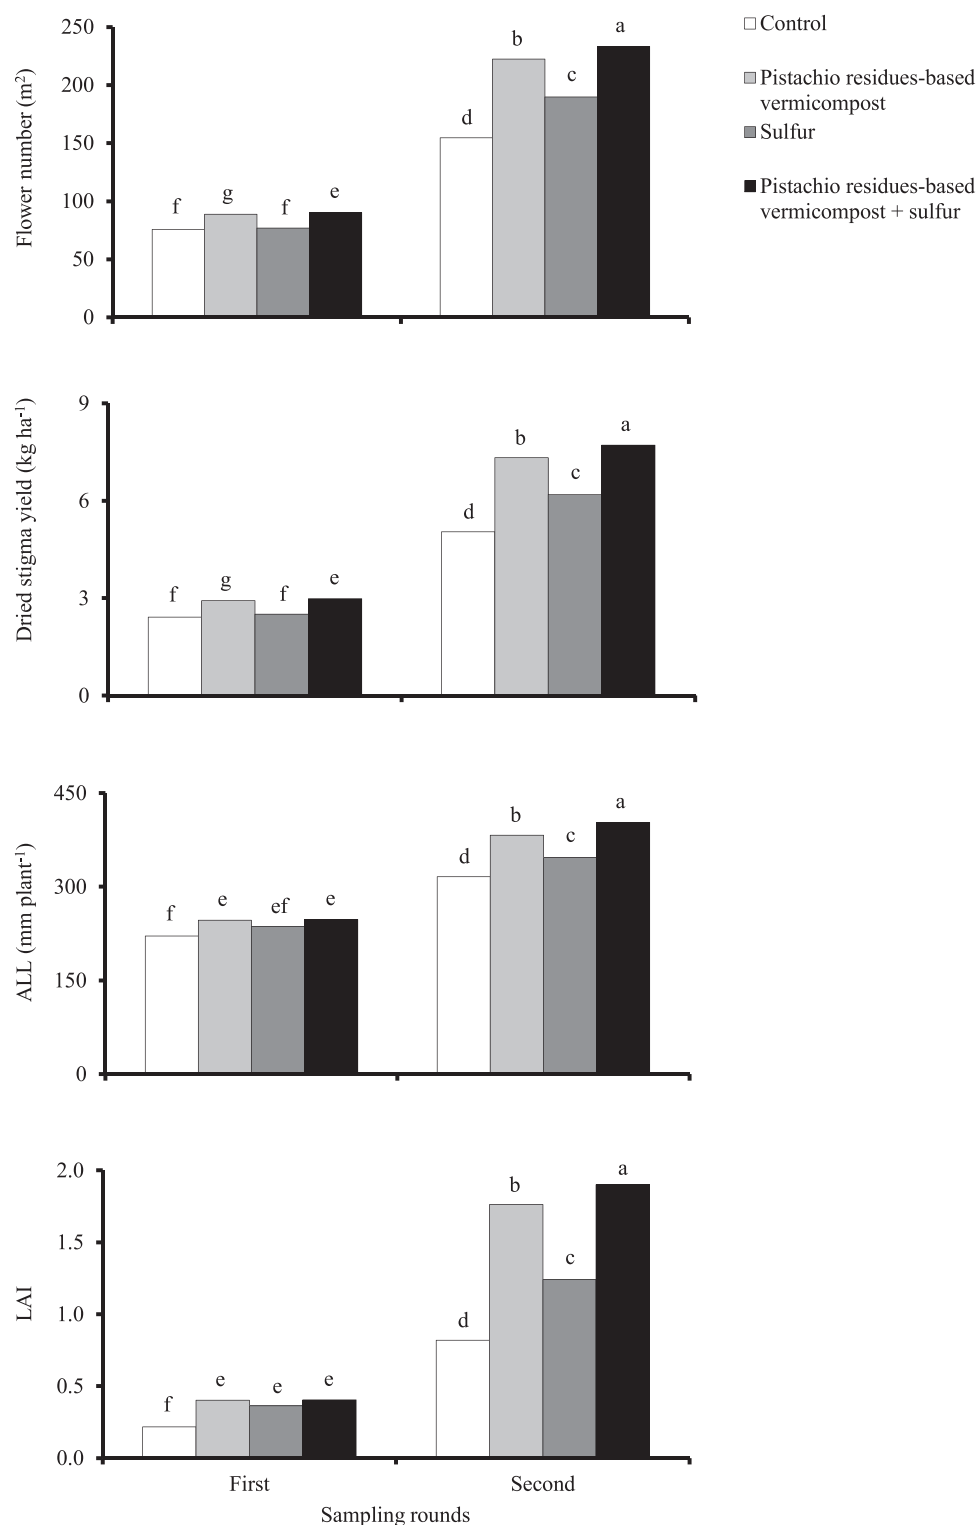 Control
Pistachio residues-based
vermicompost
Sulfur
Pistachio residues-based
vermicompost + sulfur
Flower number (m²)
250
200
150
100
50
0
f
g
f
e
d
b
c
a
Dried stigma yield (kg ha⁻¹)
9
6
3
0
f
g
f
e
d
b
c
a
ALL (mm plant⁻¹)
450
300
150
0
f
e
ef
e
d
b
c
a
LAI
2.0
1.5
1.0
0.5
0.0
f
e
e
e
d
b
c
a
First
Second
Sampling rounds